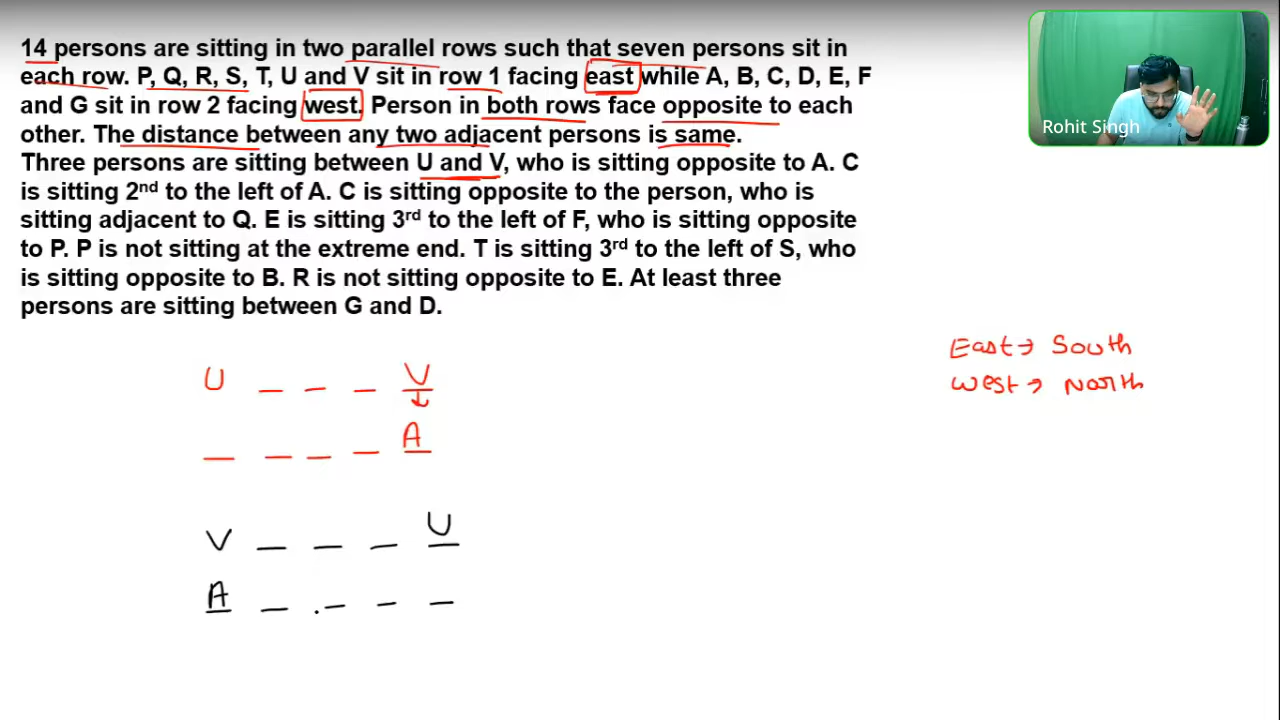 14 persons are sitting in two parallel rows such that seven persons sit in
each row. P, Q, R, S, T, U and V sit in row 1 facing east while A, B, C, D, E, F
and G sit in row 2 facing west. Person in both rows face opposite to each
other. The distance between any two adjacent persons is same.
Three persons are sitting between U and V, who is sitting opposite to A. C
is sitting 2nd to the left of A. C is sitting opposite to the person, who is
sitting adjacent to Q. E is sitting 3rd to the left of F, who is sitting opposite
to P. P is not sitting at the extreme end. T is sitting 3rd to the left of S, who
is sitting opposite to B. R is not sitting opposite to E. At least three
persons are sitting between G and D.
Rohit Singh
East → South
West → North
U _ _ _ V
_ _ _ _ A
V _ _ _ U
A _ _ _ _